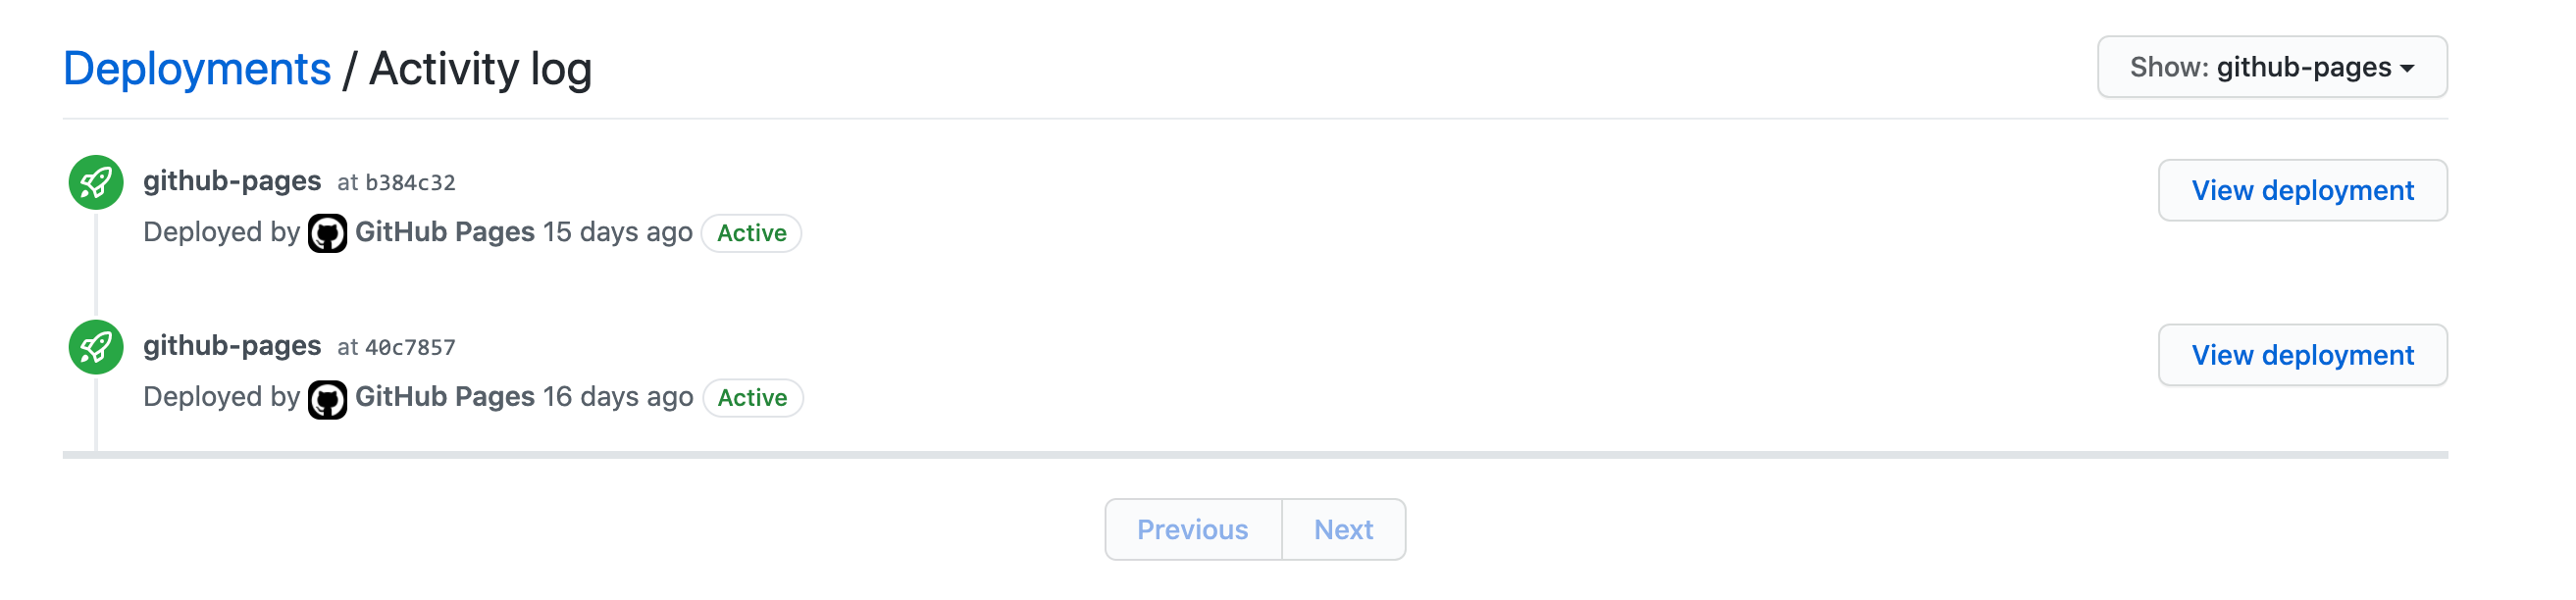 Deployments / Activity log
Show: github-pages
github-pages at b384c32
View deployment
Deployed by GitHub Pages 15 days ago Active
github-pages at 40c7857
View deployment
Deployed by GitHub Pages 16 days ago Active
Previous Next